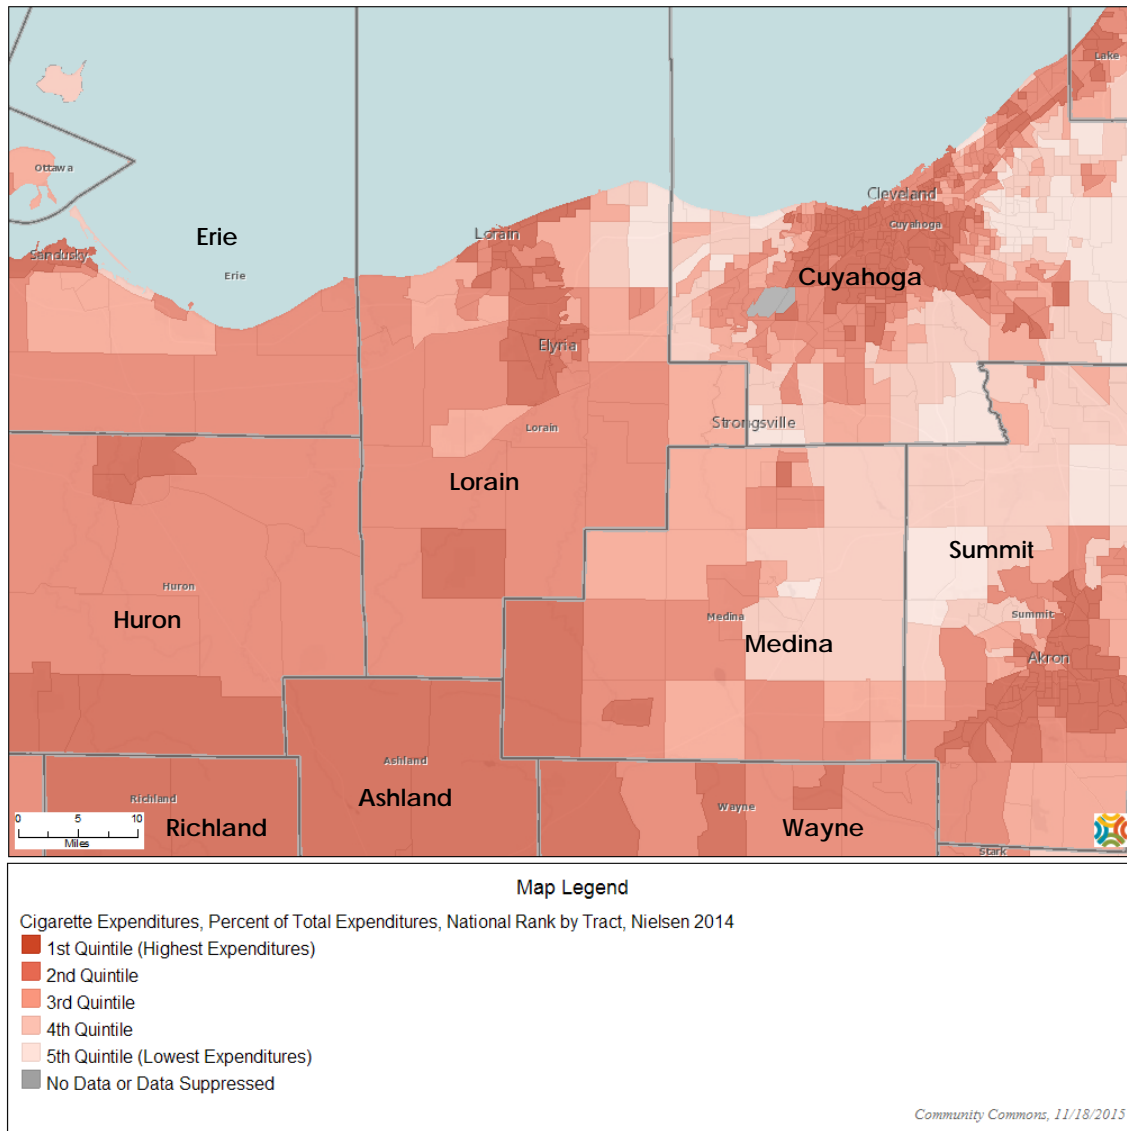 Lake
Ottawa
Cleveland
Cuyahoga
Erie
Lorain
Sandusky
Erie
Cuyahoga
Elyria
Strongsville
Lorain
Lorain
Summit
Huron
Huron
Medina
Summit
Medina
Akron
Ashland
Richland
Ashland
Wayne
Richland
Wayne
0 5 10
Miles
Stark
Map Legend
Cigarette Expenditures, Percent of Total Expenditures, National Rank by Tract, Nielsen 2014
1st Quintile (Highest Expenditures)
2nd Quintile
3rd Quintile
4th Quintile
5th Quintile (Lowest Expenditures)
No Data or Data Suppressed
Community Commons, 11/18/2015